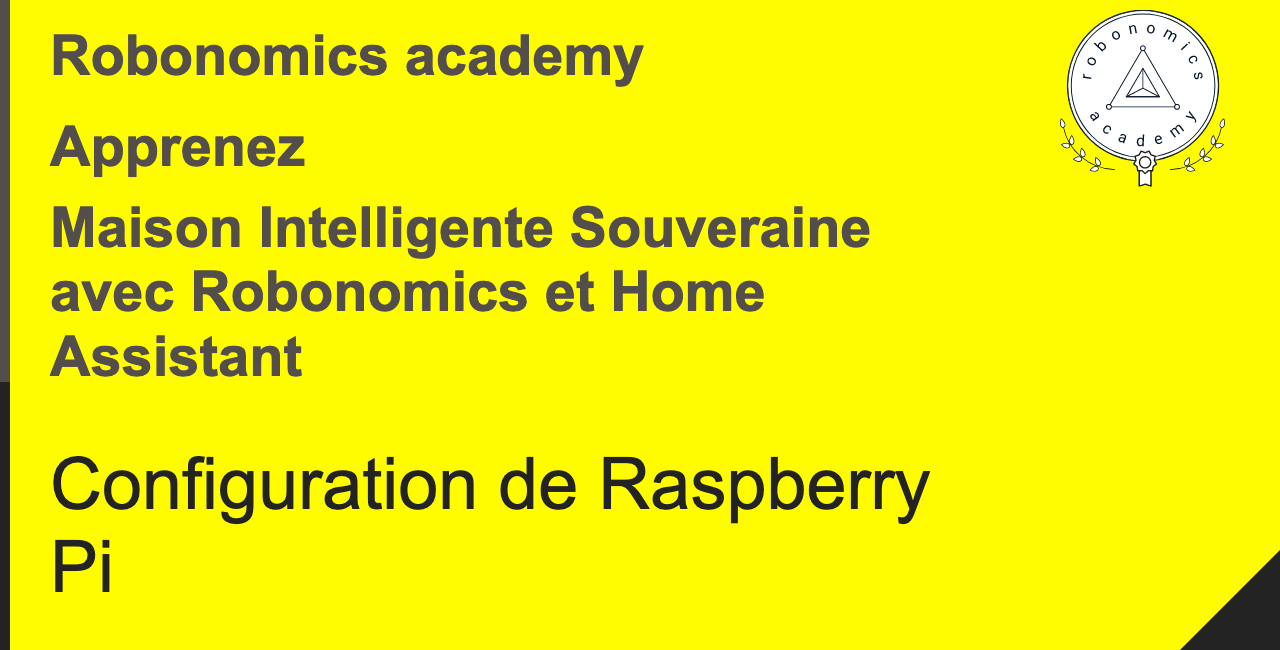 Robonomics academy
robonomics
academy
Apprenez
Maison Intelligente Souveraine
avec Robonomics et Home
Assistant
Configuration de Raspberry
Pi